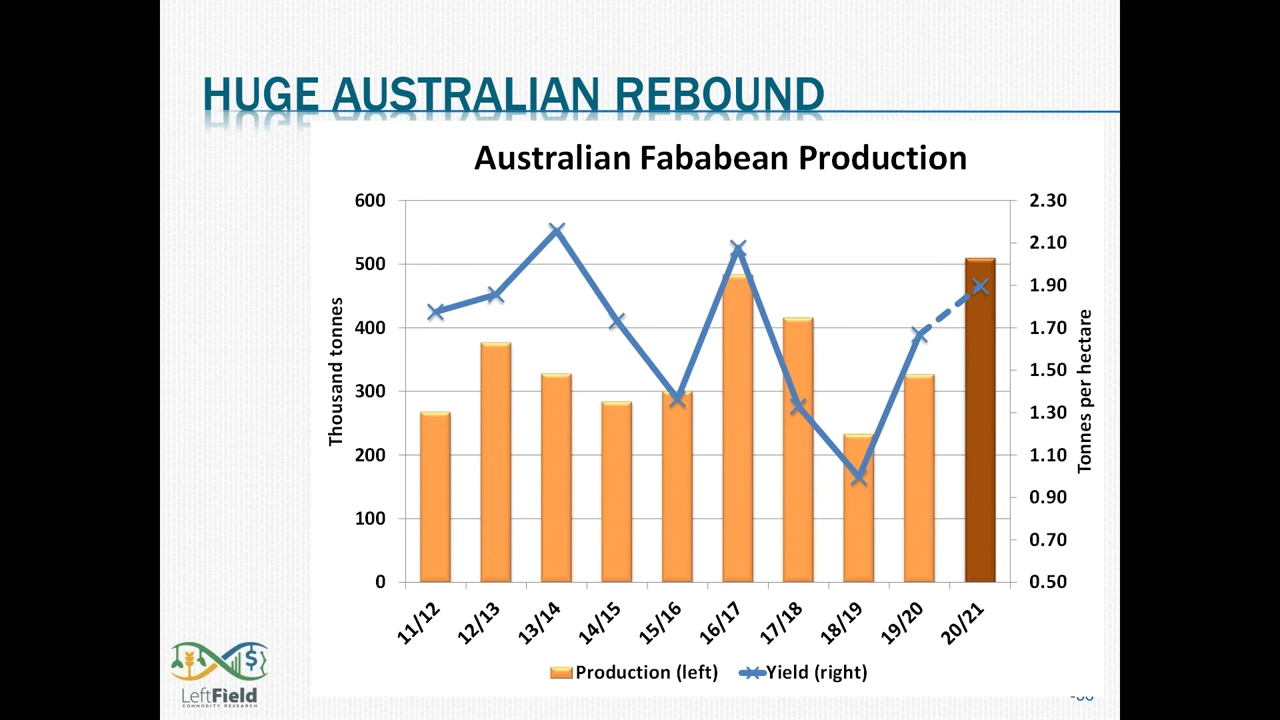 HUGE AUSTRALIAN REBOUND
Australian Fababean Production
Thousand tonnes
600
500
400
300
200
100
0
2.30
2.10
1.90
1.70
1.50
1.30
1.10
0.90
0.70
0.50
Tonnes per hectare
11/12 12/13 13/14 14/15 15/16 16/17 17/18 18/19 19/20 20/21
Production (left) Yield (right)
LeftField
COMMODITY RESEARCH